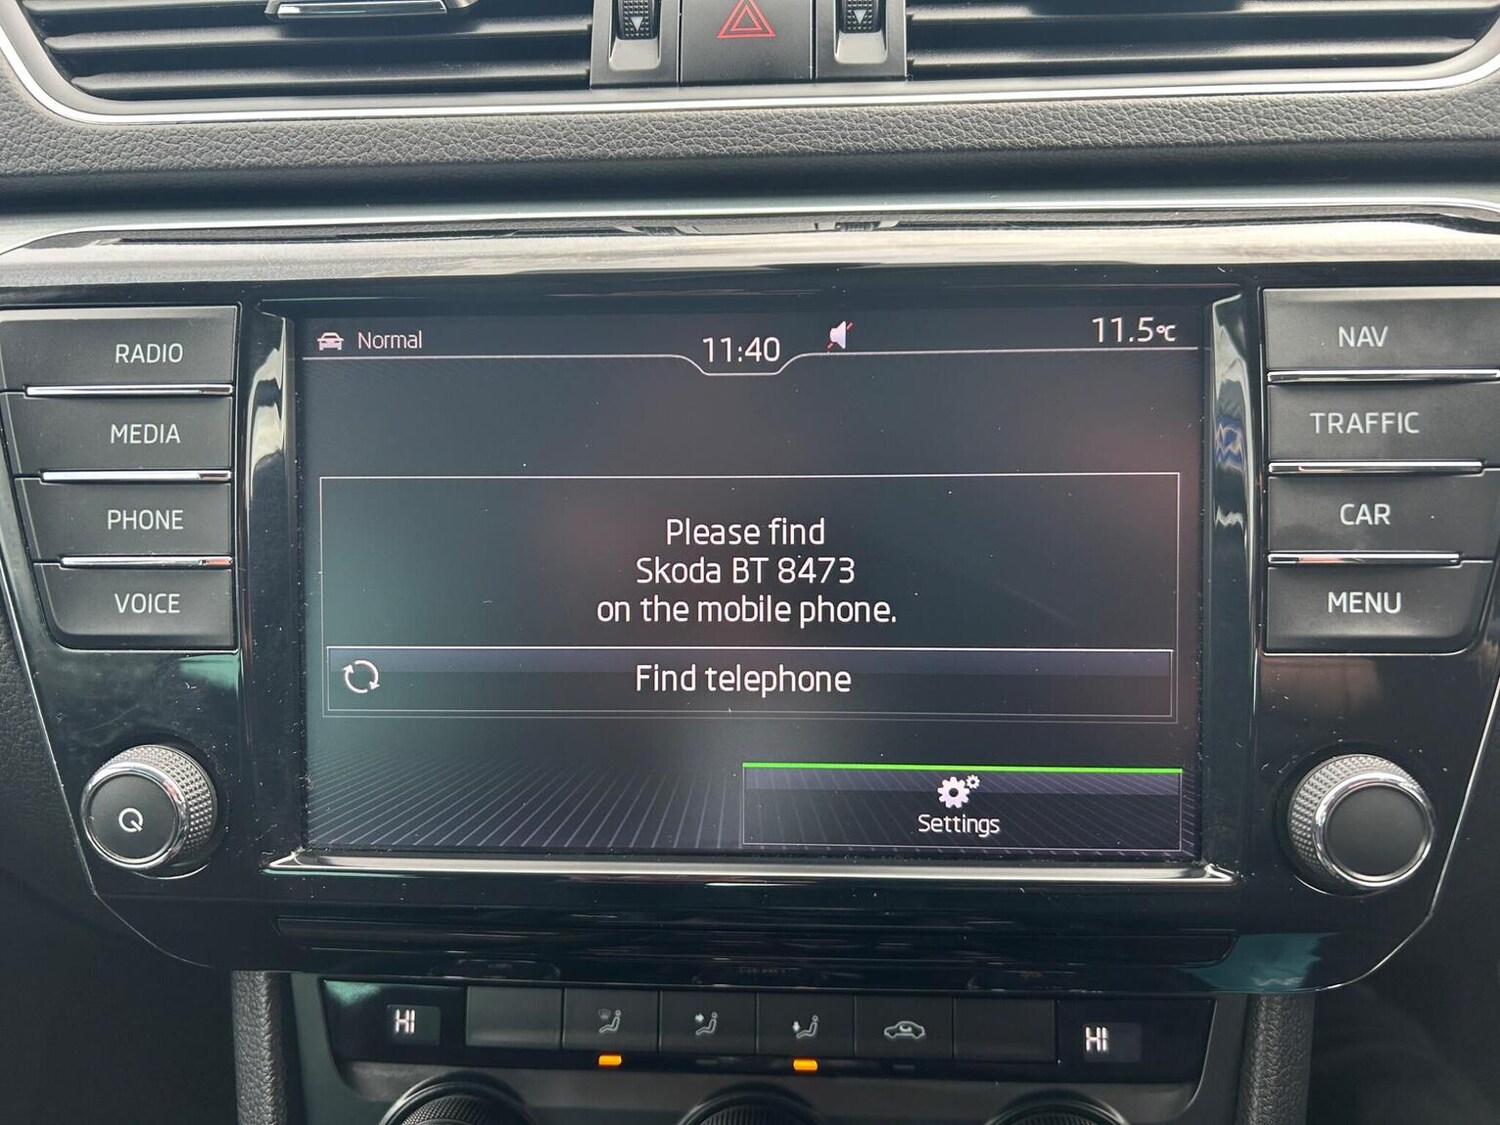 Normal
11:40
11.5°C
RADIO
MEDIA
PHONE
VOICE
NAV
TRAFFIC
CAR
MENU
Please find
Skoda BT 8473
on the mobile phone.
Find telephone
Settings
HI
HI